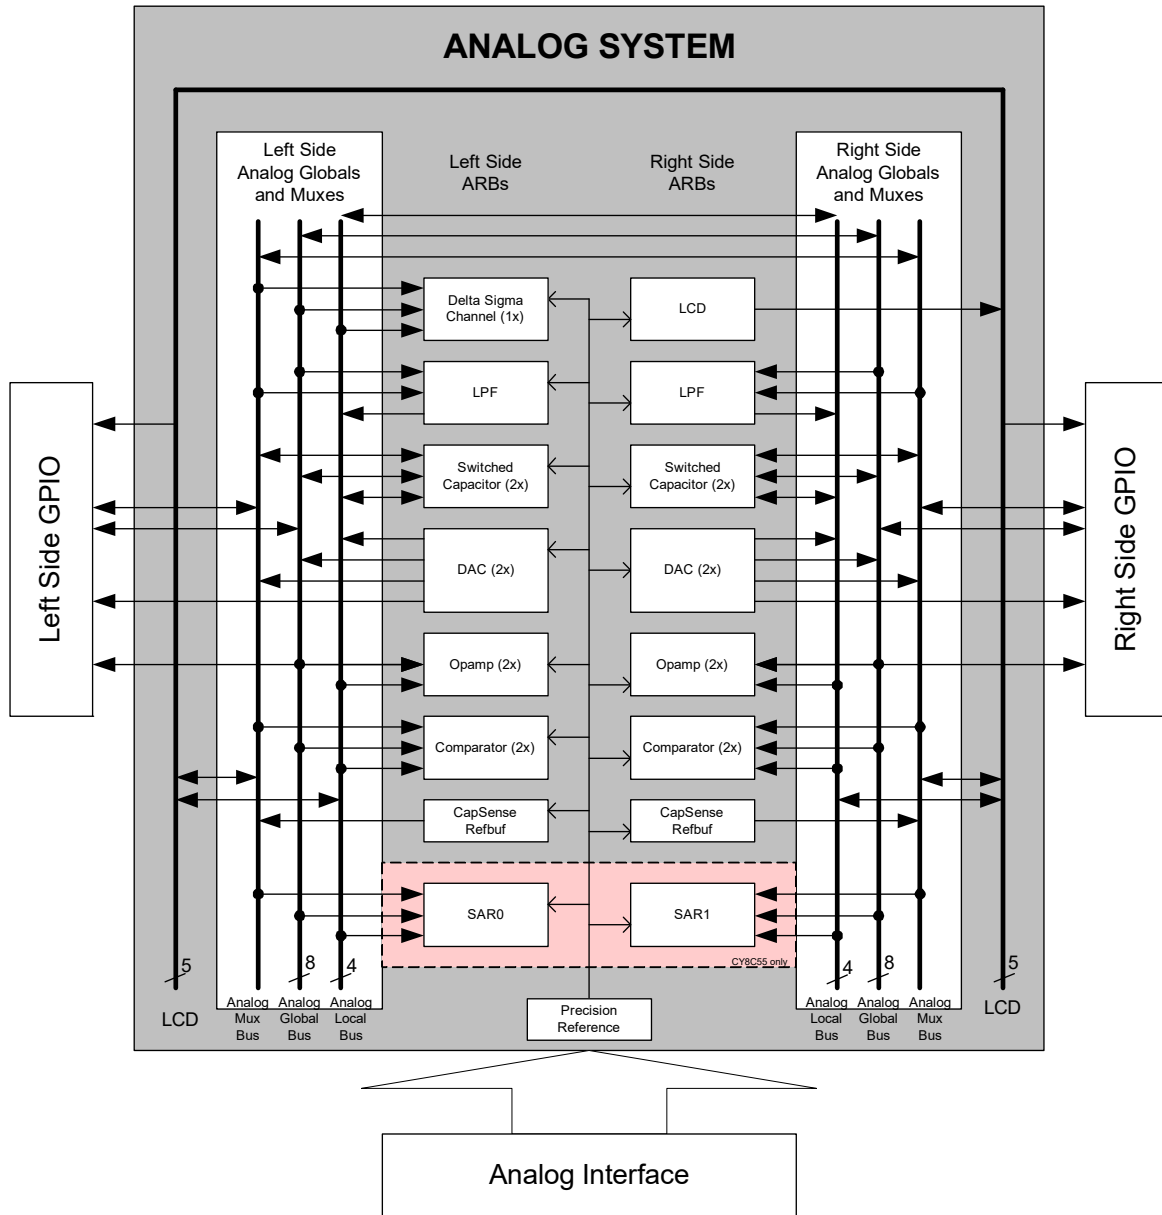 ANALOG SYSTEM
Left Side
Analog Globals
and Muxes
Left Side
ARBs
Right Side
ARBs
Right Side
Analog Globals
and Muxes
Delta Sigma
Channel (1x)
LCD
LPF
LPF
Switched
Capacitor (2x)
Switched
Capacitor (2x)
DAC (2x)
DAC (2x)
Opamp (2x)
Opamp (2x)
Comparator (2x)
Comparator (2x)
CapSense
Refbuf
CapSense
Refbuf
SAR0
SAR1
CY8C55 only
Left Side GPIO
Right Side GPIO
5
8
4
4
8
5
LCD
Analog
Mux
Bus
Analog
Global
Bus
Analog
Local
Bus
Precision
Reference
Analog
Local
Bus
Analog
Global
Bus
Analog
Mux
Bus
LCD
Analog Interface